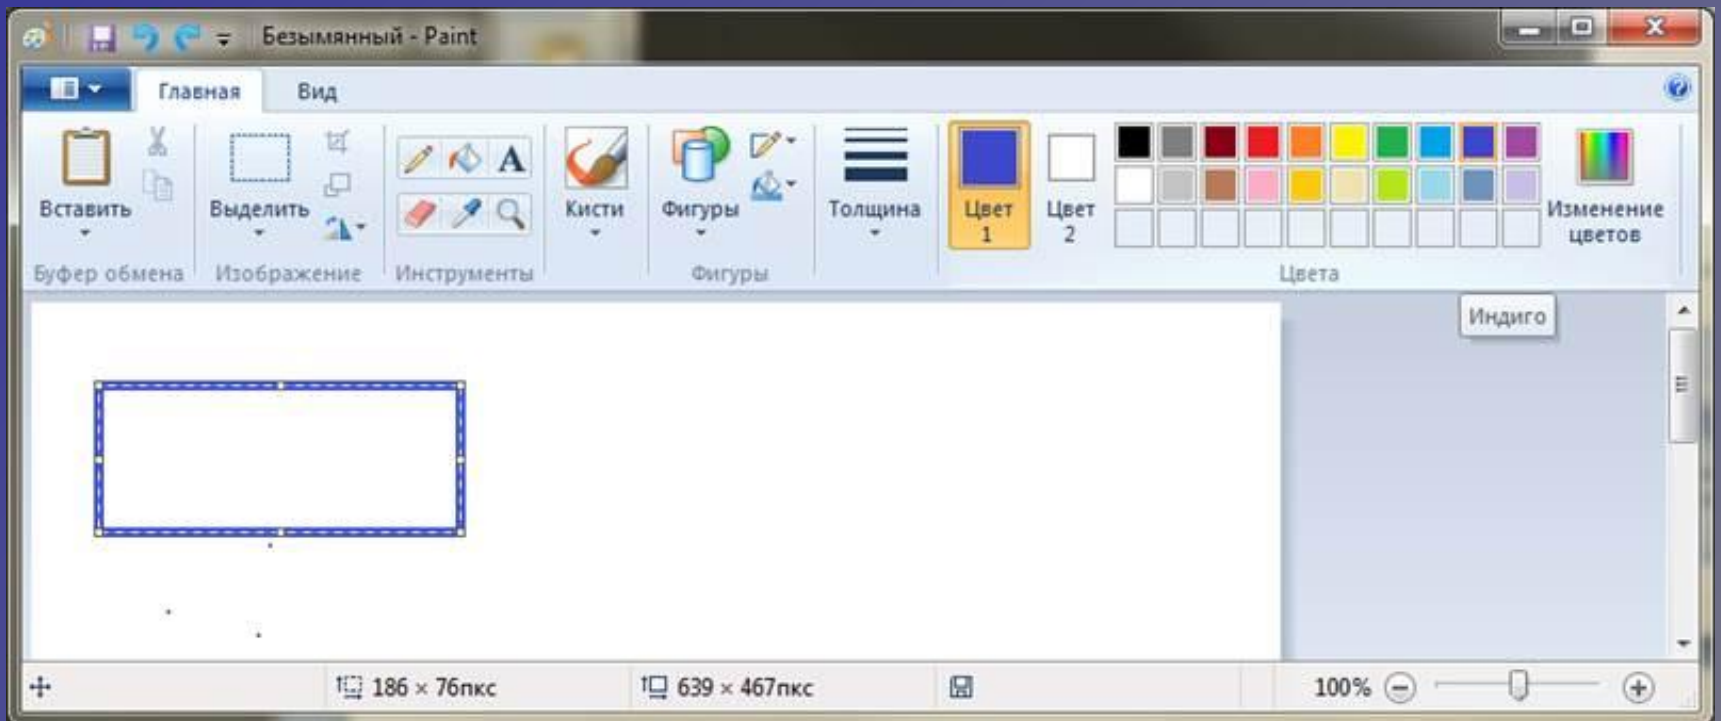 Безымянный - Paint
Главная Вид
Вставить Выделить A Кисти Фигуры Толщина Цвет 1 Цвет 2 Изменение цветов
Буфер обмена Изображение Инструменты Фигуры Цвета
Индиго
186 × 76пкс 639 × 467пкс 100%